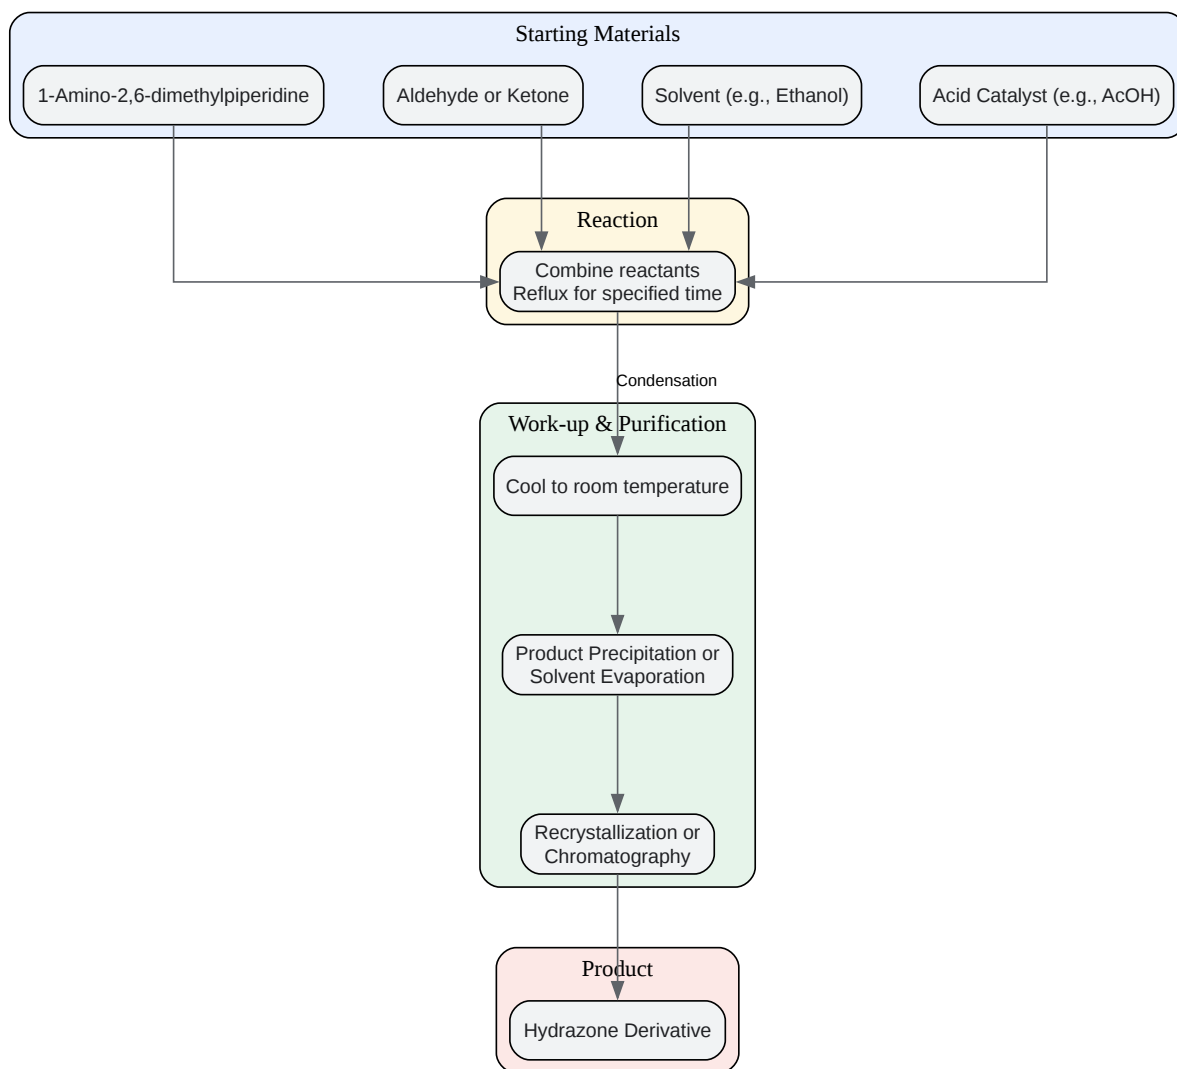 Starting Materials
1-Amino-2,6-dimethylpiperidine
Aldehyde or Ketone
Solvent (e.g., Ethanol)
Acid Catalyst (e.g., AcOH)
Reaction
Combine reactants
Reflux for specified time
Condensation
Work-up & Purification
Cool to room temperature
Product Precipitation or
Solvent Evaporation
Recrystallization or
Chromatography
Product
Hydrazone Derivative